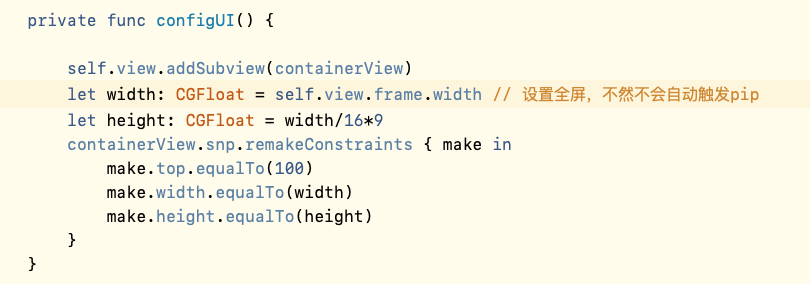 private func configUI() {
self.view.addSubview(containerView)
let width: CGFloat = self.view.frame.width // 设置全屏，不然不会自动触发pip
let height: CGFloat = width/16*9
containerView.snp.remakeConstraints { make in
make.top.equalTo(100)
make.width.equalTo(width)
make.height.equalTo(height)
}
}